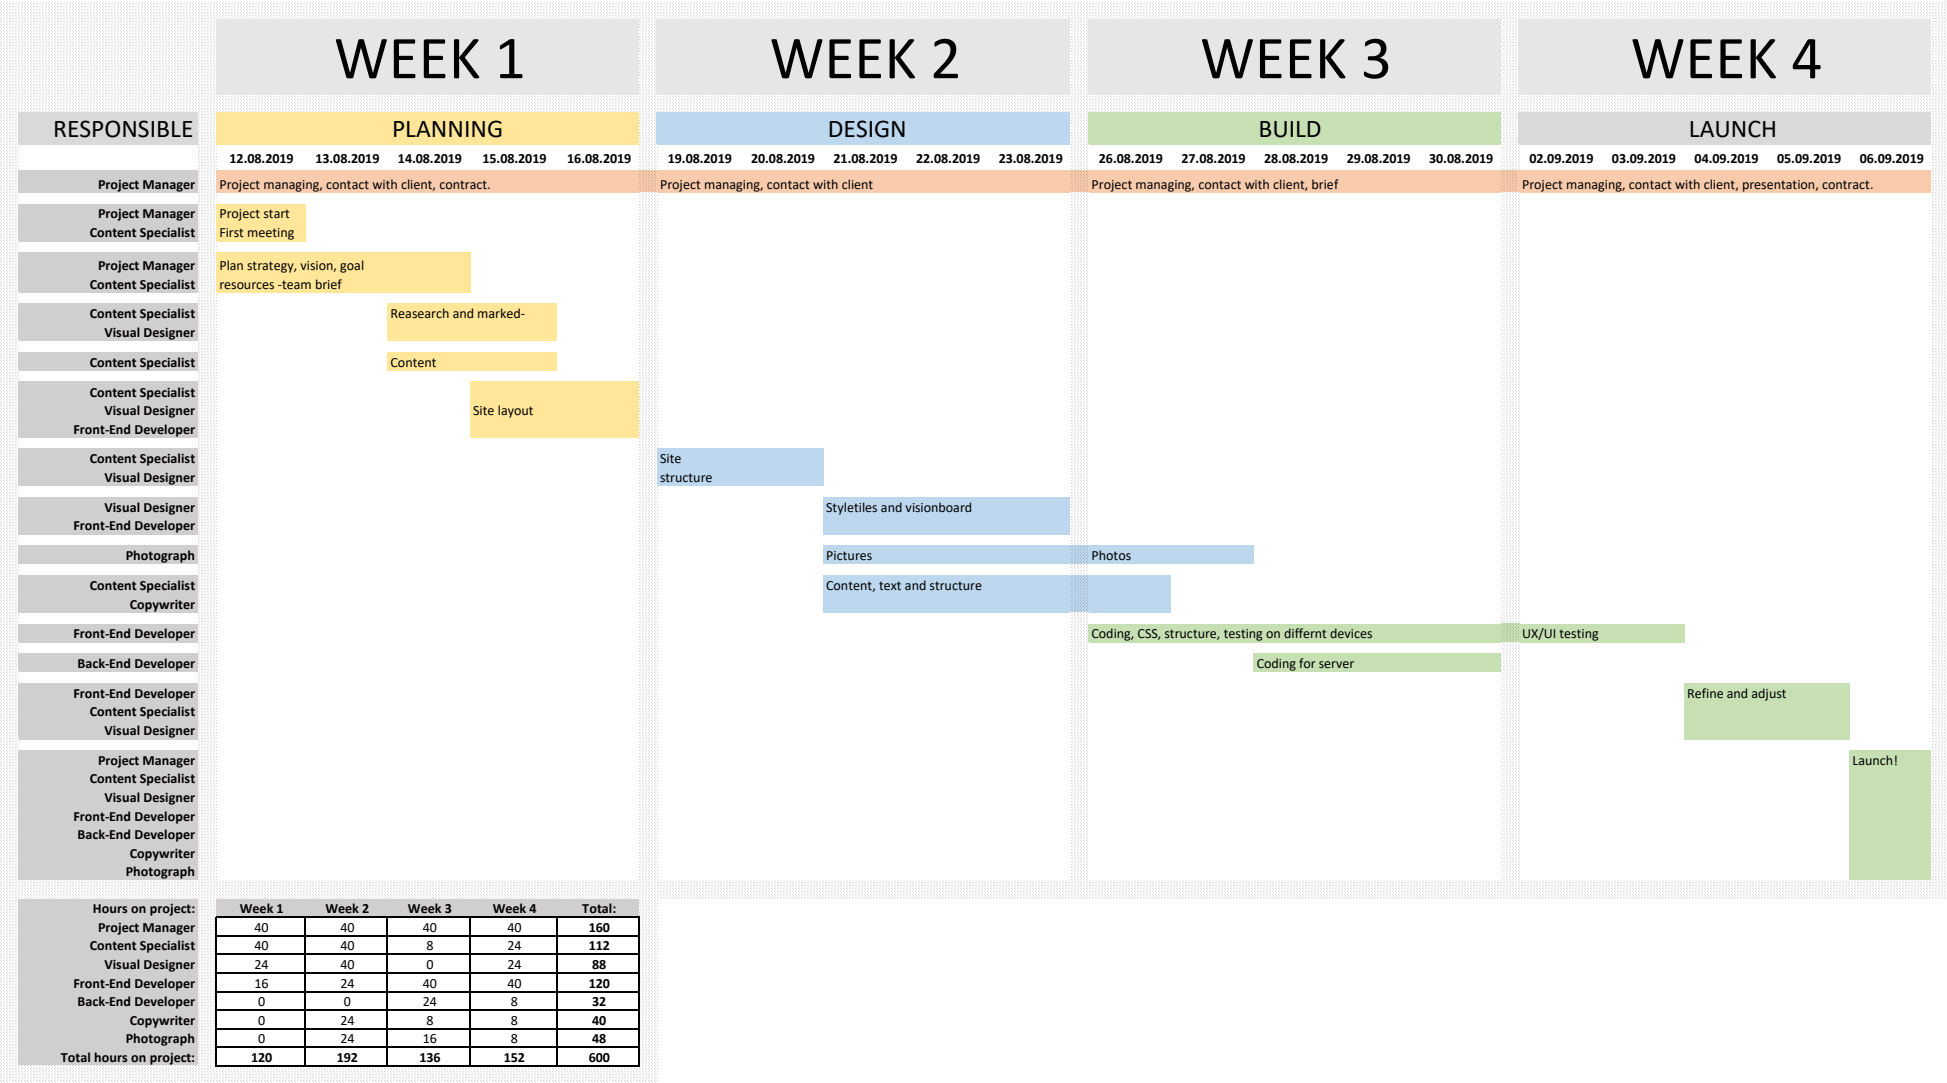 WEEK 1 WEEK 2 WEEK 3 WEEK 4
RESPONSIBLE PLANNING DESIGN BUILD LAUNCH
12.08.2019 13.08.2019 14.08.2019 15.08.2019 16.08.2019 19.08.2019 20.08.2019 21.08.2019 22.08.2019 23.08.2019 26.08.2019 27.08.2019 28.08.2019 29.08.2019 30.08.2019 02.09.2019 03.09.2019 04.09.2019 05.09.2019 06.09.2019
Project Manager Project managing, contact with client, contract. Project managing, contact with client Project managing, contact with client, brief Project managing, contact with client, presentation, contract.
Project Manager Project start
Content Specialist First meeting
Project Manager Plan strategy, vision, goal
Content Specialist resources -team brief
Content Specialist Reasearch and marked-
Visual Designer
Content Specialist Content
Content Specialist
Visual Designer Site layout
Front-End Developer
Content Specialist Site
Visual Designer structure
Visual Designer Styletiles and visionboard
Front-End Developer
Photograph Pictures Photos
Content Specialist Content, text and structure
Copywriter
Front-End Developer Coding, CSS, structure, testing on differnt devices UX/UI testing
Back-End Developer Coding for server
Front-End Developer Refine and adjust
Content Specialist
Visual Designer
Project Manager Launch!
Content Specialist
Visual Designer
Front-End Developer
Back-End Developer
Copywriter
Photograph
Hours on project: Week 1 Week 2 Week 3 Week 4 Total:
Project Manager 40 40 40 40 160
Content Specialist 40 40 8 24 112
Visual Designer 24 40 0 24 88
Front-End Developer 16 24 40 40 120
Back-End Developer 0 0 24 8 32
Copywriter 0 24 8 8 40
Photograph 0 24 16 8 48
Total hours on project: 120 192 136 152 600